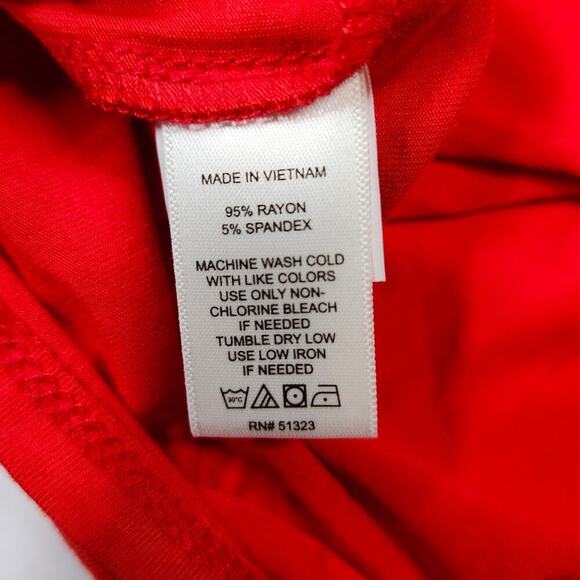 MADE IN VIETNAM
95% RAYON
5% SPANDEX
MACHINE WASH COLD
WITH LIKE COLORS
USE ONLY NON-
CHLORINE BLEACH
IF NEEDED
TUMBLE DRY LOW
USE LOW IRON
IF NEEDED
30°C
RN# 51323